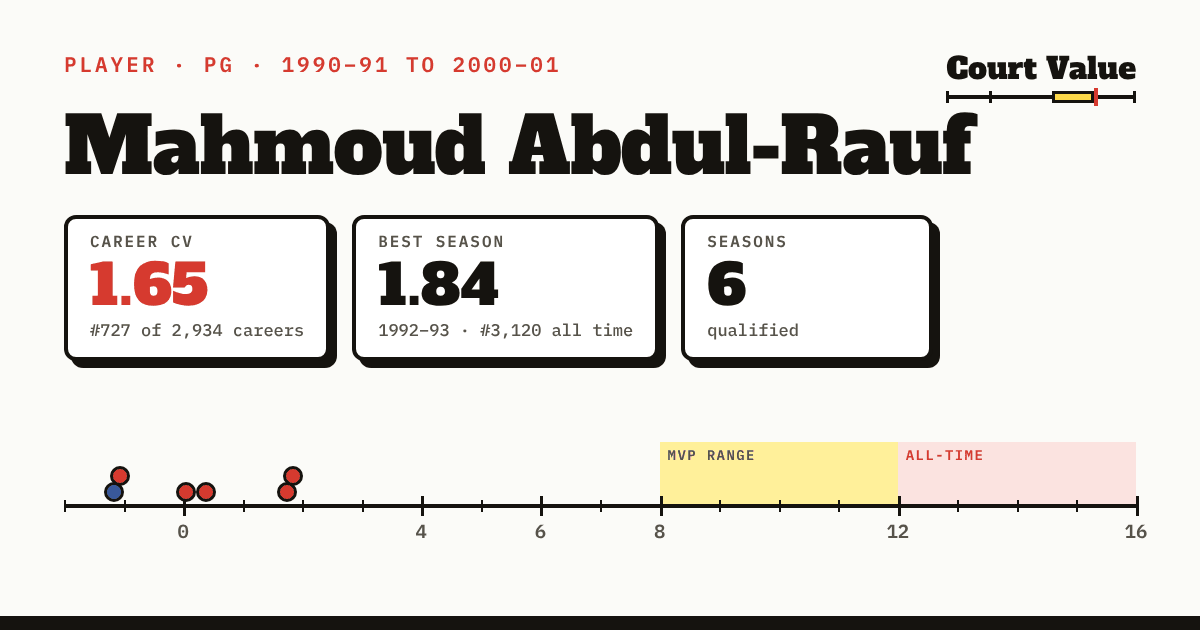 PLAYER · PG · 1990–91 TO 2000–01
Court Value
Mahmoud Abdul-Rauf
CAREER CV
1.65
#727 of 2,934 careers
BEST SEASON
1.84
1992–93 · #3,120 all time
SEASONS
6
qualified
MVP RANGE
ALL-TIME
0 4 6 8 12 16